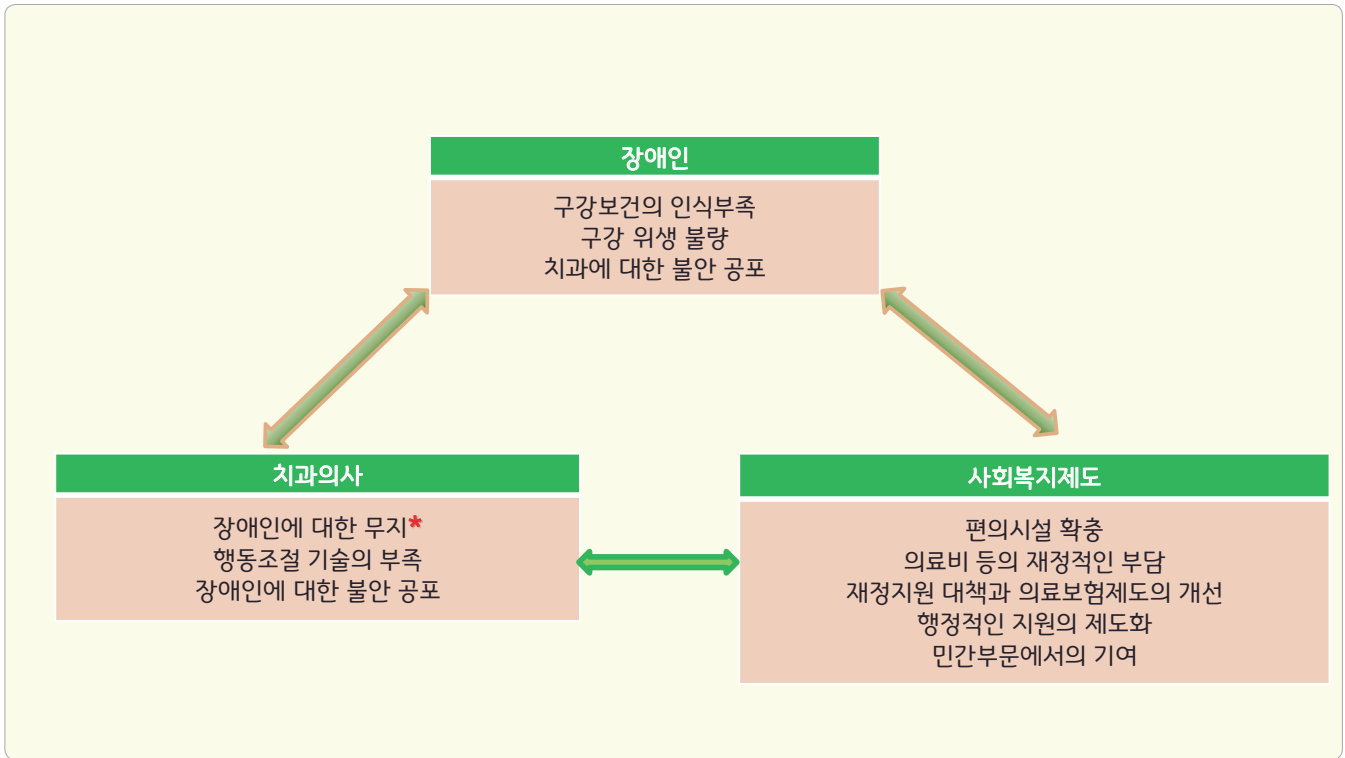 장애인
구강보건의 인식부족
구강 위생 불량
치과에 대한 불안 공포
치과의사
장애인에 대한 무지*
행동조절 기술의 부족
장애인에 대한 불안 공포
사회복지제도
편의시설 확충
의료비 등의 재정적인 부담
재정지원 대책과 의료보험제도의 개선
행정적인 지원의 제도화
민간부문에서의 기여